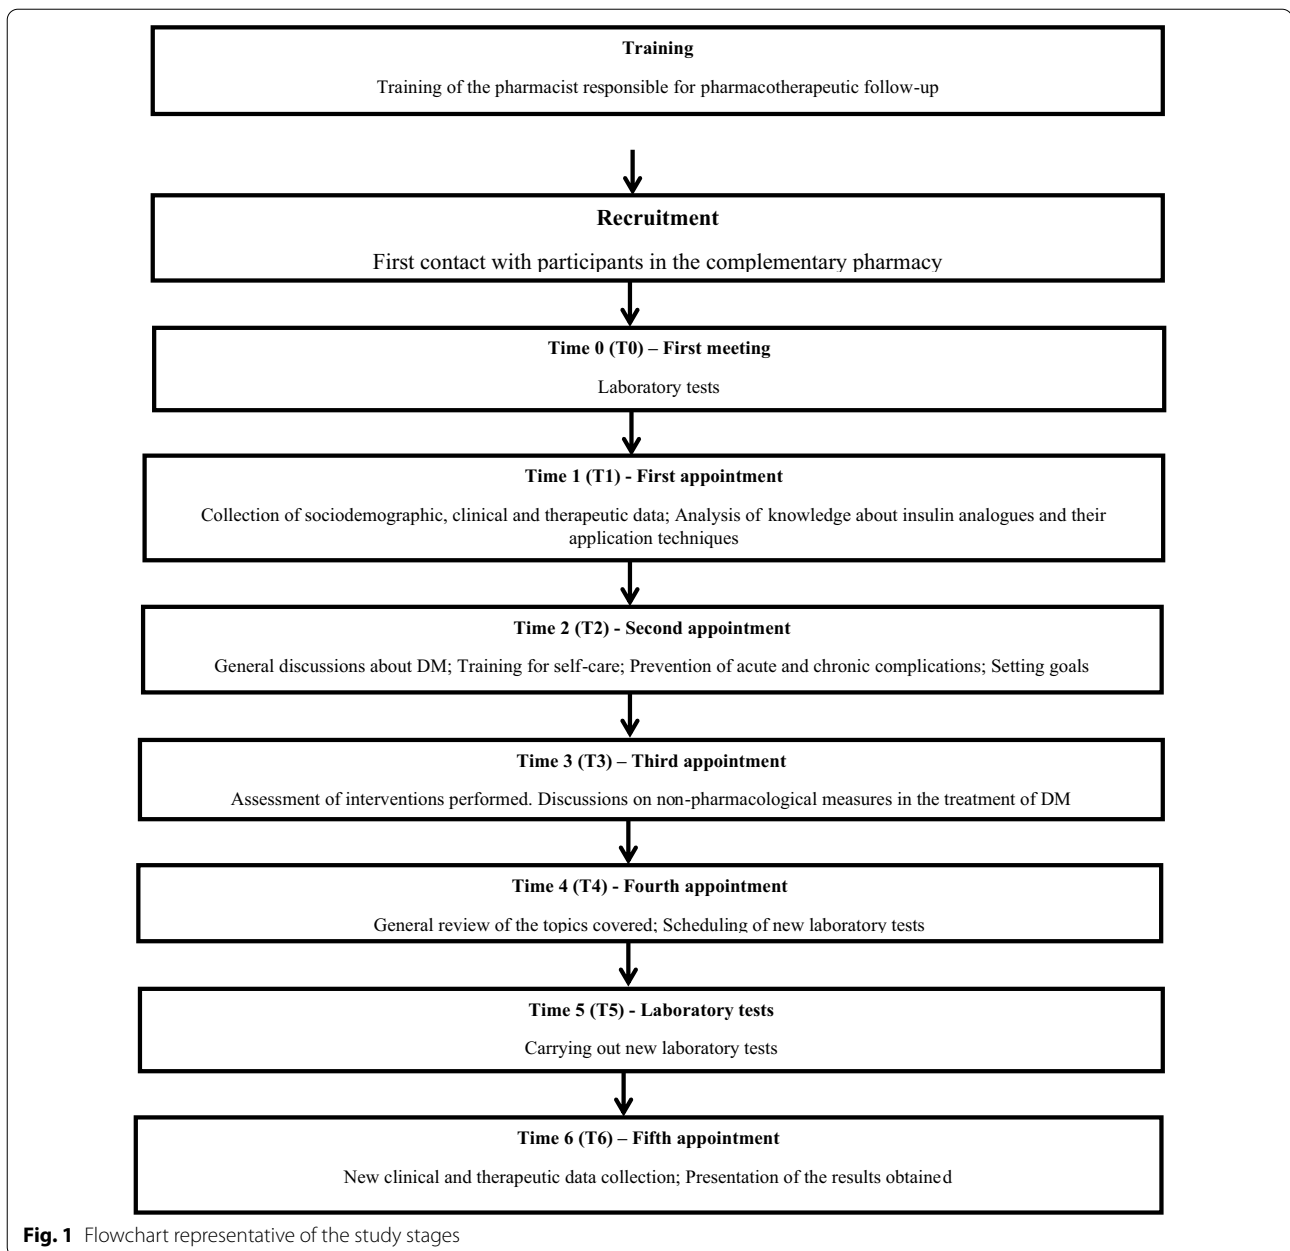 Training
Training of the pharmacist responsible for pharmacotherapeutic follow-up
Recruitment
First contact with participants in the complementary pharmacy
Time 0 (T0) – First meeting
Laboratory tests
Time 1 (T1) - First appointment
Collection of sociodemographic, clinical and therapeutic data; Analysis of knowledge about insulin analogues and their
application techniques
Time 2 (T2) - Second appointment
General discussions about DM; Training for self-care; Prevention of acute and chronic complications; Setting goals
Time 3 (T3) – Third appointment
Assessment of interventions performed. Discussions on non-pharmacological measures in the treatment of DM
Time 4 (T4) - Fourth appointment
General review of the topics covered; Scheduling of new laboratory tests
Time 5 (T5) - Laboratory tests
Carrying out new laboratory tests
Time 6 (T6) – Fifth appointment
New clinical and therapeutic data collection; Presentation of the results obtained
Fig. 1 Flowchart representative of the study stages